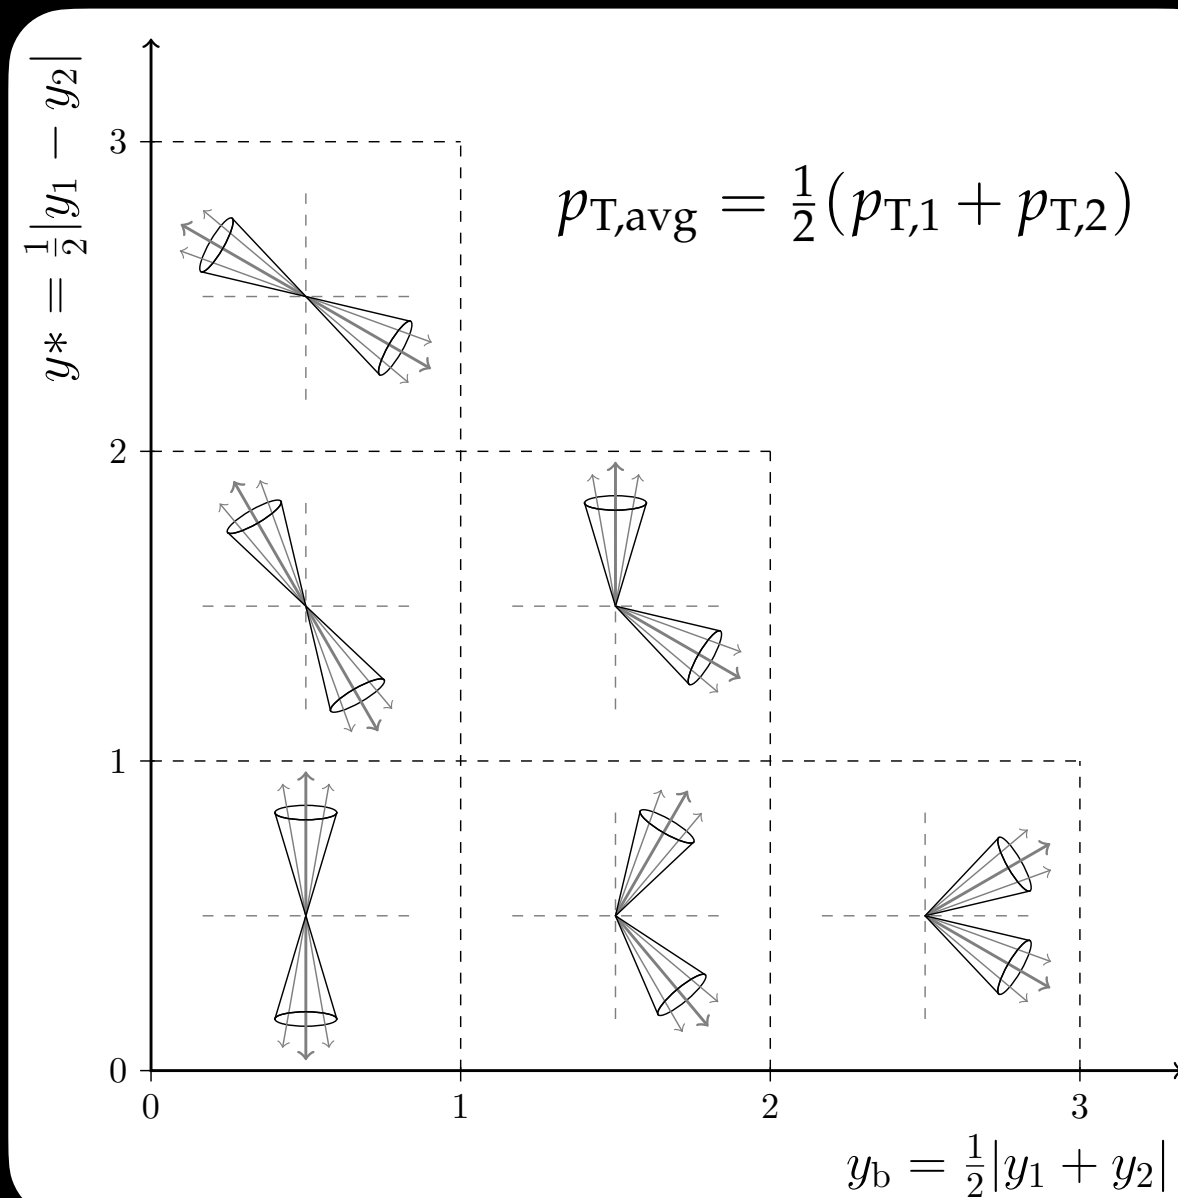 y* = 1/2|y₁ − y₂|
p_T,avg = 1/2(p_T,1 + p_T,2)
3
2
1
0
0 1 2 3
y_b = 1/2|y₁ + y₂|